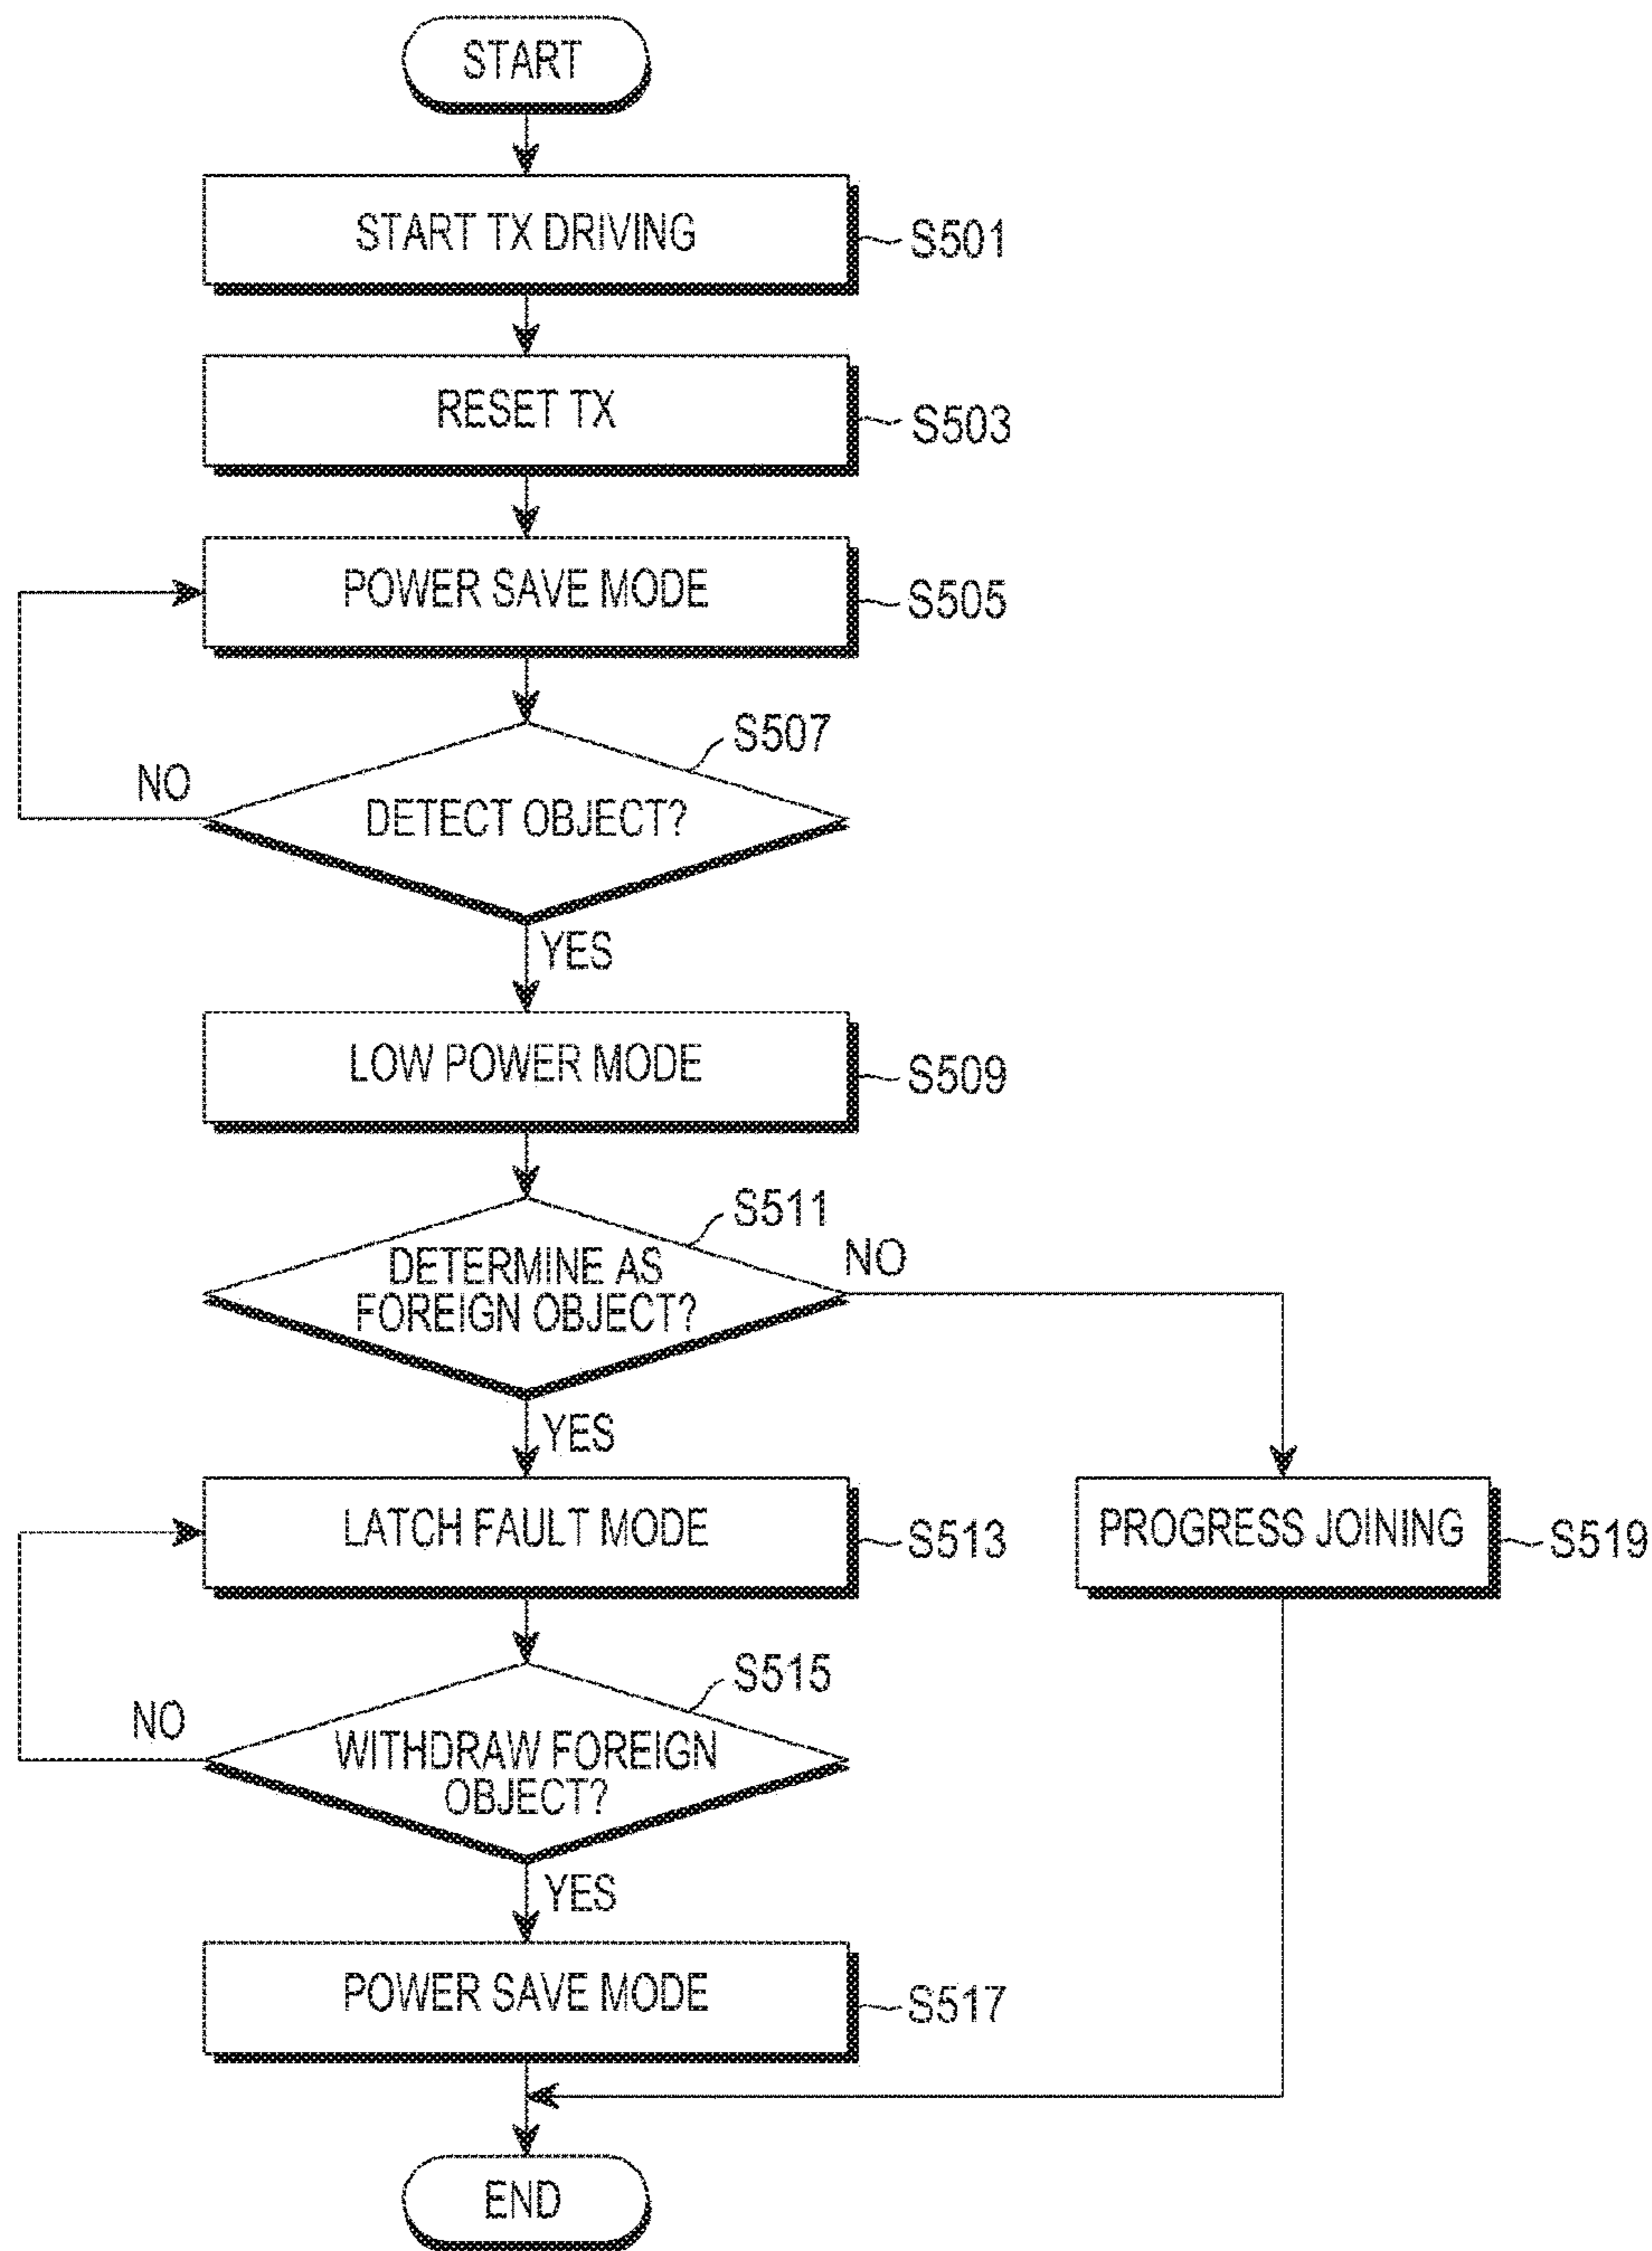 START
START TX DRIVING
S501
RESET TX
S503
POWER SAVE MODE
S505
S507
NO
DETECT OBJECT?
YES
LOW POWER MODE
S509
S511
NO
DETERMINE AS
FOREIGN OBJECT?
YES
LATCH FAULT MODE
S513
PROGRESS JOINING
S519
S515
NO
WITHDRAW FOREIGN
OBJECT?
YES
POWER SAVE MODE
S517
END